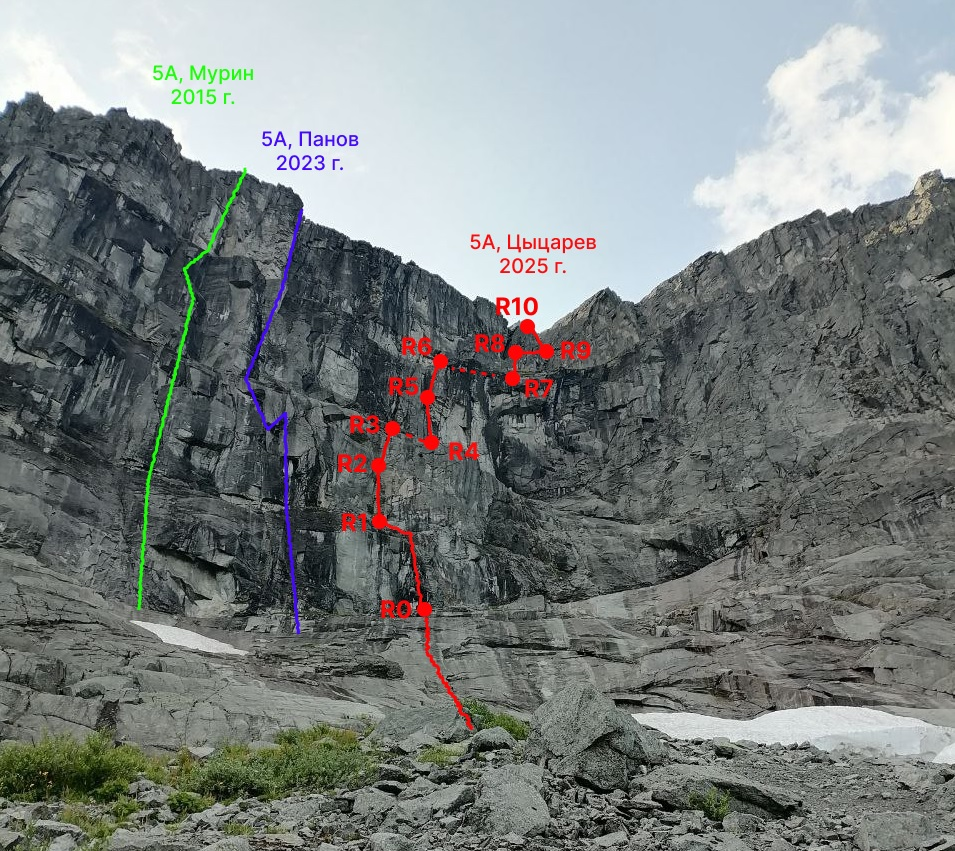 5А, Мурин
2015 г.
5А, Панов
2023 г.
5А, Цыцарев
2025 г.
R10
R8
R9
R6
R7
R5
R3
R4
R2
R1
R0